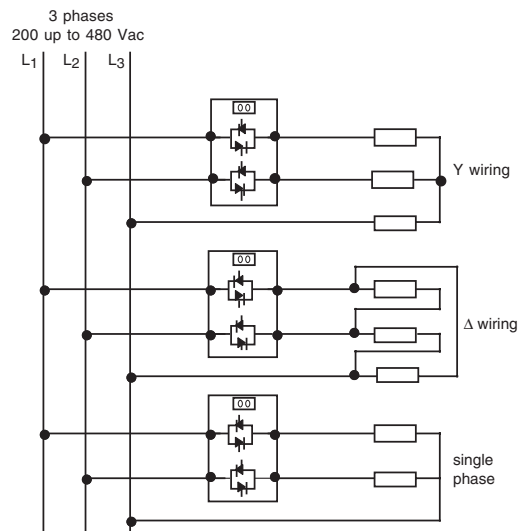 3 phases
200 up to 480 Vac
L1 L2 L3
00
Y wiring
00
Δ wiring
00
single
phase